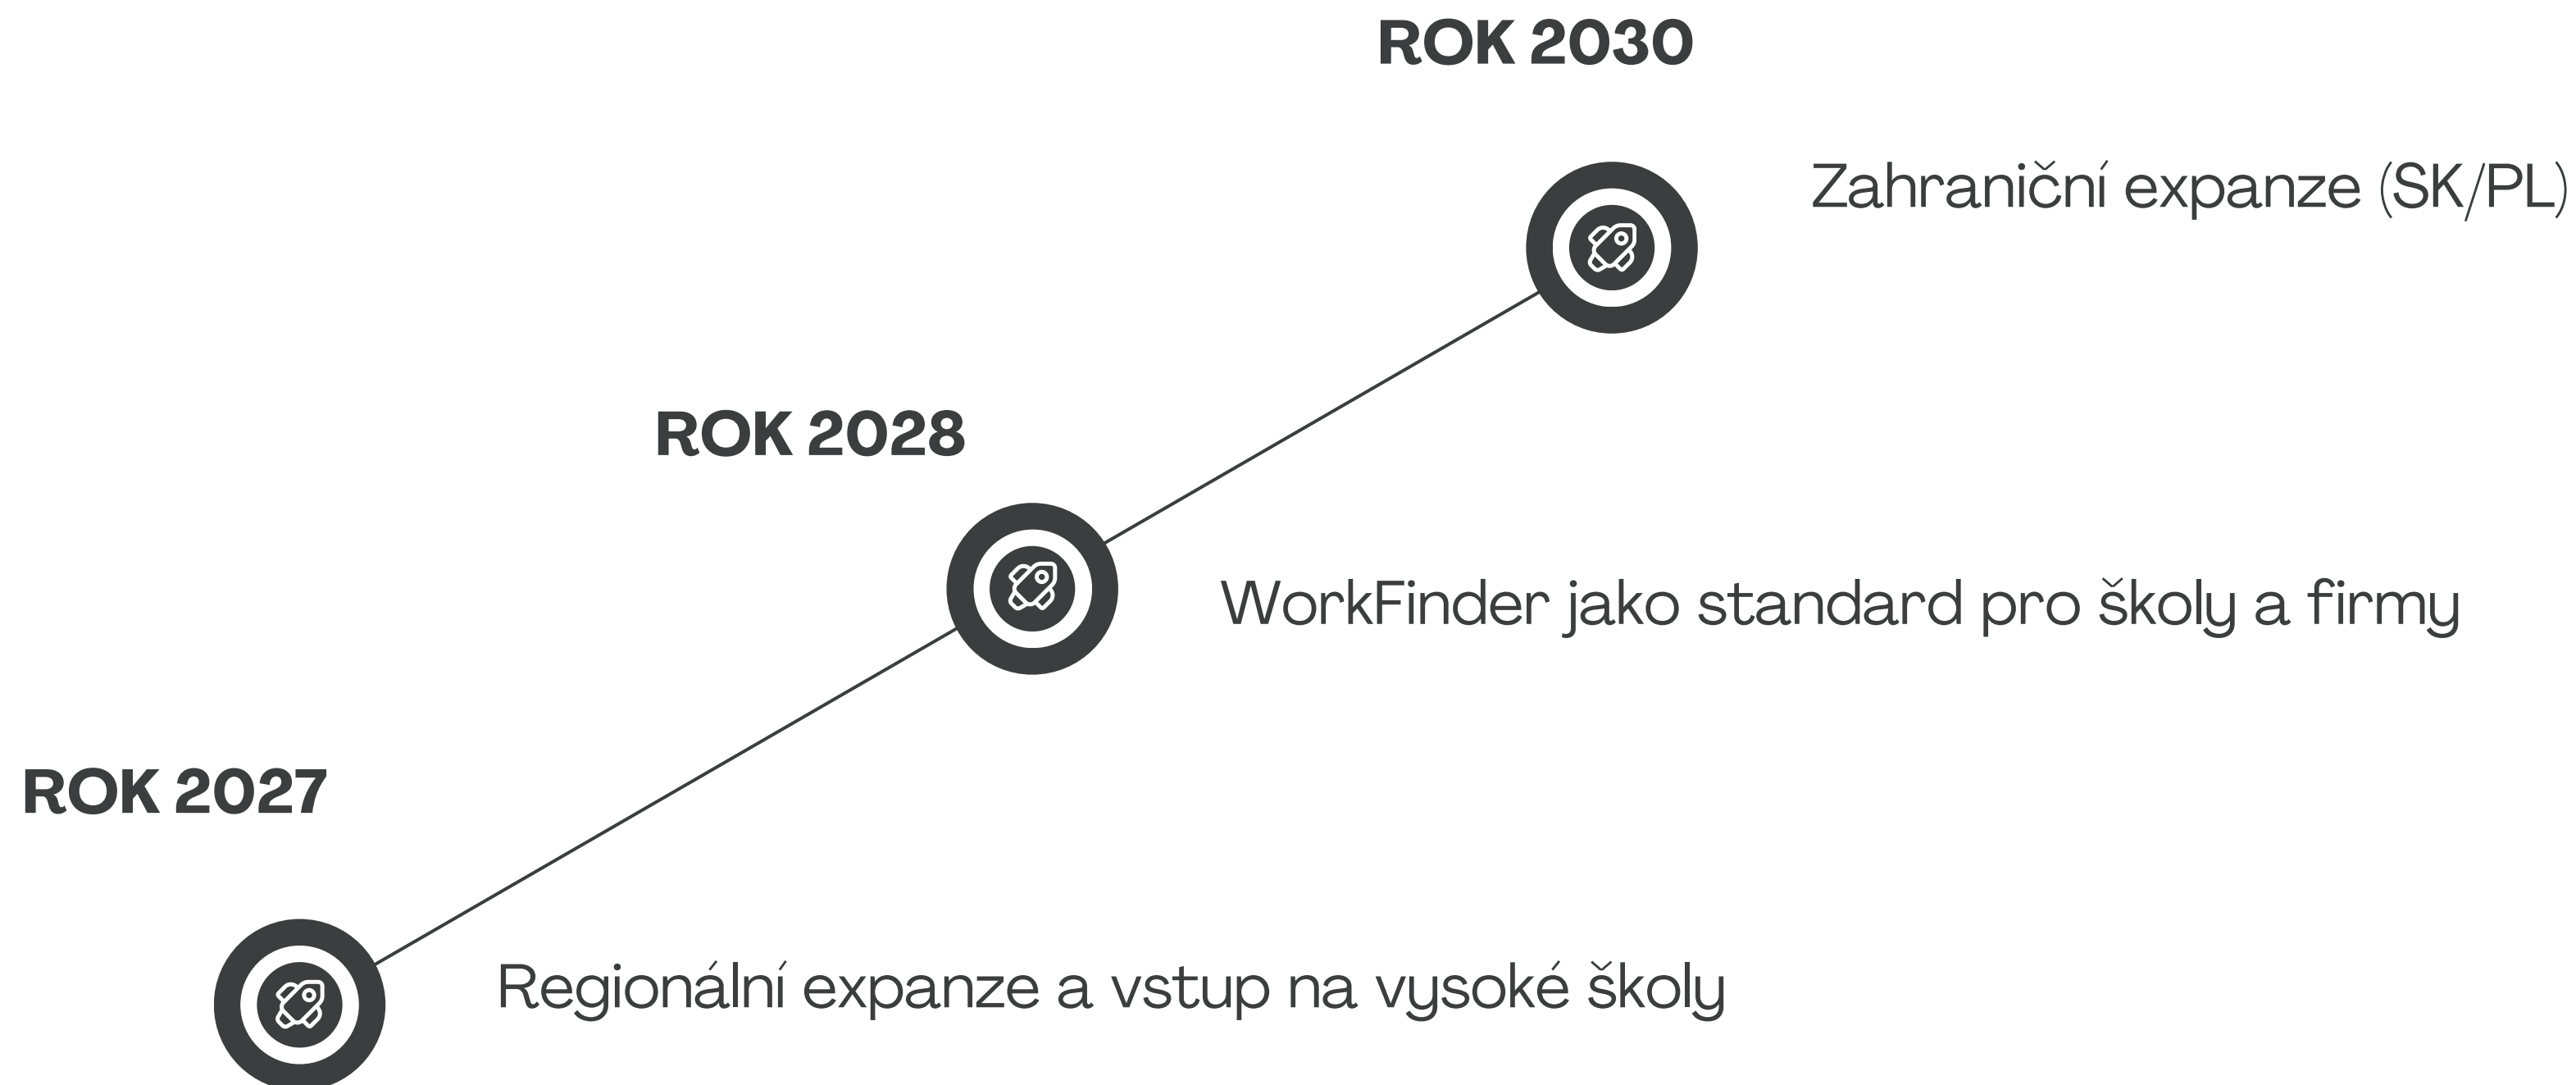 ROK 2030
Zahraniční expanze (SK/PL)
ROK 2028
WorkFinder jako standard pro školy a firmy
ROK 2027
Regionální expanze a vstup na vysoké školy